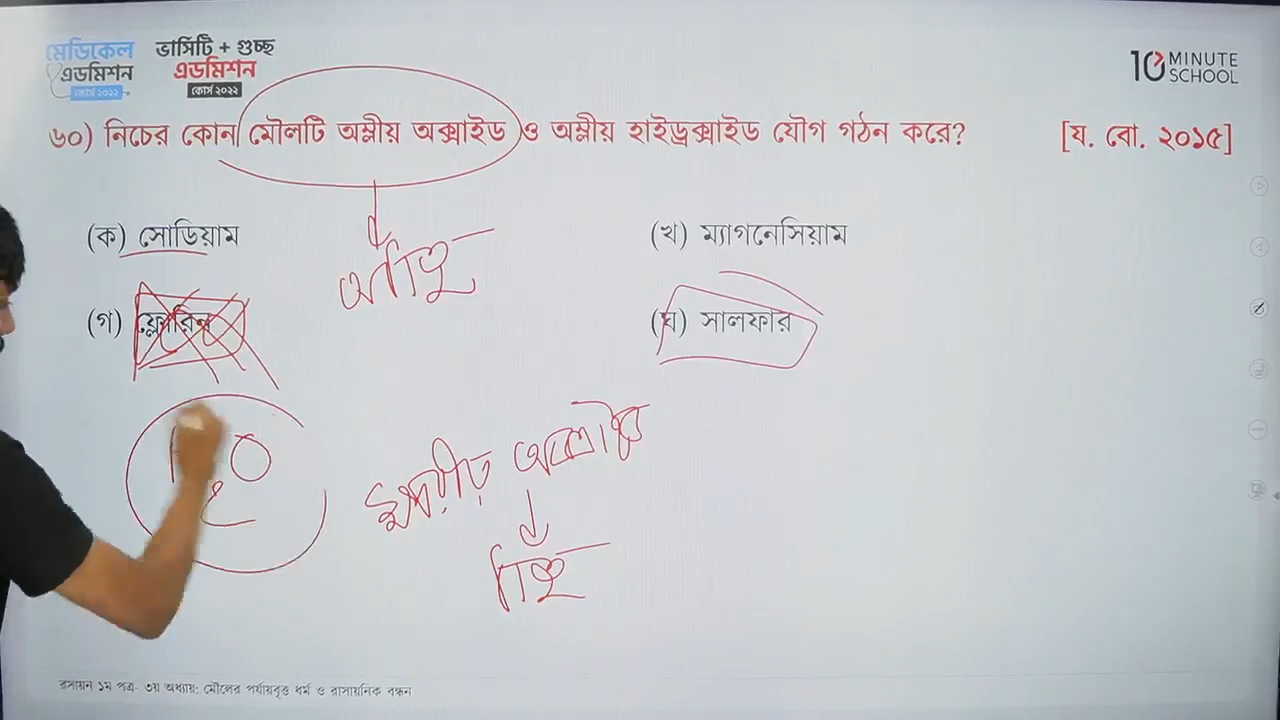 মেডিকেল এডমিশন কোর্স ২০২২
ভার্সিটি + গুচ্ছ এডমিশন কোর্স ২০২২
10 MINUTE SCHOOL
৬০) নিচের কোন মৌলটি অম্লীয় অক্সাইড ও অম্লীয় হাইড্রক্সাইড যৌগ গঠন করে? [য. বো. ২০১৫]
(ক) সোডিয়াম (খ) ম্যাগনেসিয়াম
অধাতু
(গ) ফ্লোরিন (ঘ) সালফার
ক্ষারীয় অক্সাইড
ধাতু
রসায়ন ১ম পত্র- ৩য় অধ্যায়: মৌলের পর্যায়বৃত্ত ধর্ম ও রাসায়নিক বন্ধন